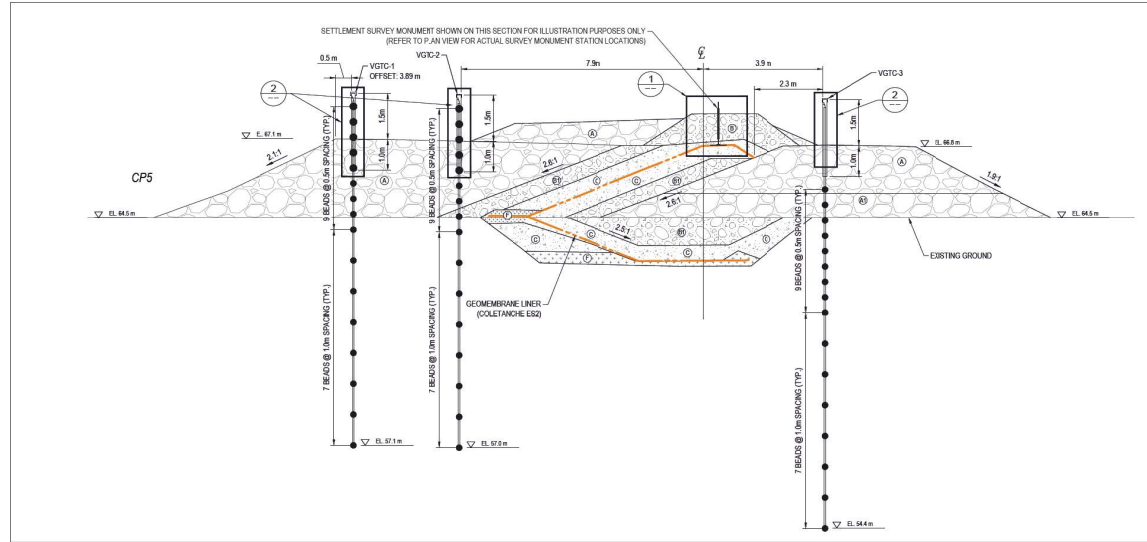 SETTLEMENT SURVEY MONUMENT SHOWN ON THIS SECTION FOR ILLUSTRATION PURPOSES ONLY
(REFER TO P.AN VIEW FOR ACTUAL SURVEY MONUMENT STATION LOCATIONS)
0.5 m
VGTC-1
OFFSET: 3.89 m
VGTC-2
7.9n
℄
3.9 m
2.3 m
VGTC-3
2
--
1
--
2
--
1.5m
1.0m
1.5m
1.0m
1.5m
1.0m
EL. 67.1 m
EL. 66.8 m
2.1:1
CP5
A
A
A
B
A1
2.6:1
B1'
C
C
B1'
2.6:1
1.9:1
EL. 64.5 m
EL. 64.5 m
F
2.5:1
B1
C
C
C
C
F
EXISTING GROUND
GEOMEMBRANE LINER
(COLETANCHE ES2)
9 BEADS @ 0.5m SPACING (TYP.)
7 BEADS @ 1.0m SPACING (TYP.)
9 BEADS @ 0.5m SPACING (TYP.)
7 BEADS @ 1.0m SPACING (TYP.)
9 BEADS @ 0.5m SPACING (TYP.)
7 BEADS @ 1.0m SPACING (TYP.)
EL. 57.1 m
EL. 57.0 m
EL. 54.4 m